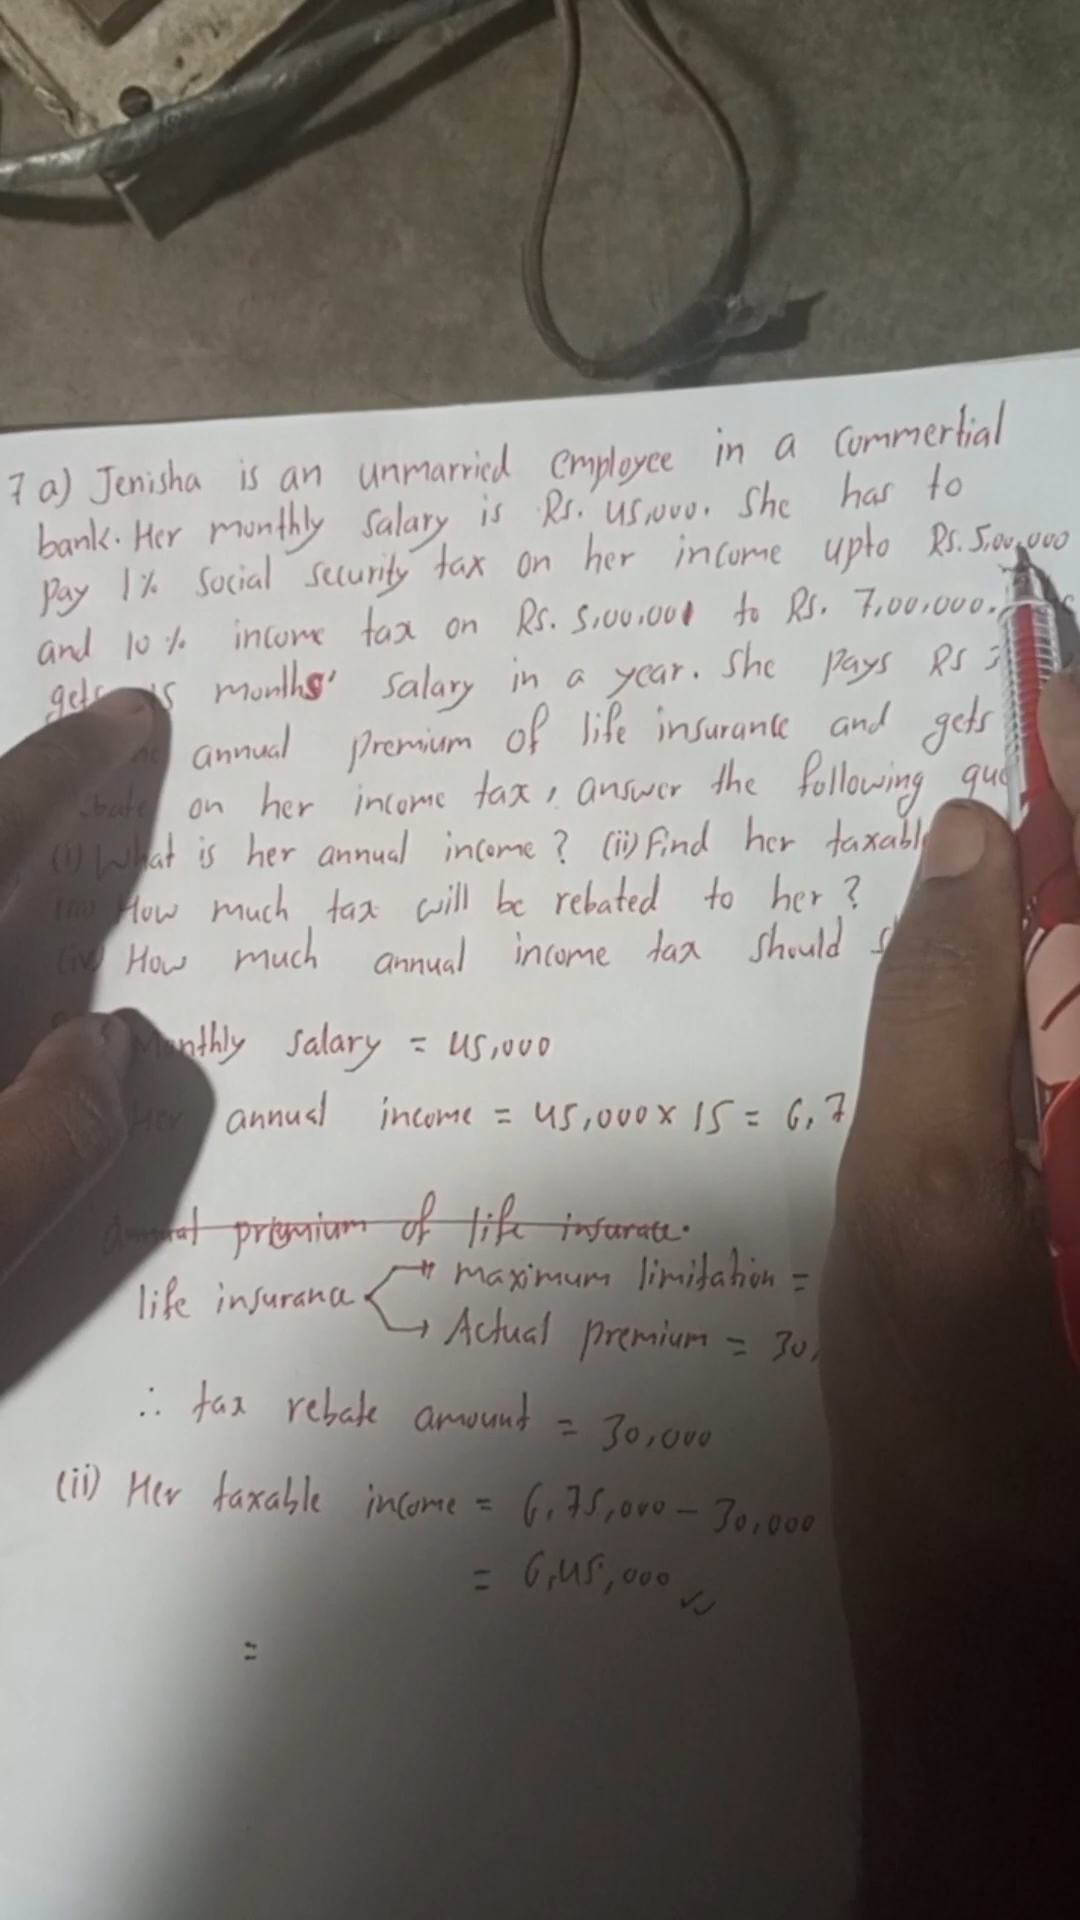 7 a) Jenisha is an unmarried employee in a Commertial
bank. Her monthly salary is Rs. 45,000. She has to
Pay 1% Social security tax on her income upto Rs. 5,00,000
and 10% income tax on Rs. 5,00,001 to Rs. 7,00,000.
months' salary in a year. She pays Rs
annual premium of life insurance and gets
on her income tax, answer the following
(i) What is her annual income? (ii) Find her
How much tax will be rebated to her?
(iv) How much annual income tax should
Monthly salary = 45,000
Her annual income = 45,000 x 15 = 6,7
premium of life insurace.
life insurance → maximum limitation =
→ Actual premium = 30,
∴ tax rebate amount = 30,000
(ii) Her taxable income = 6,75,000 - 30,000
= 6,45,000
=